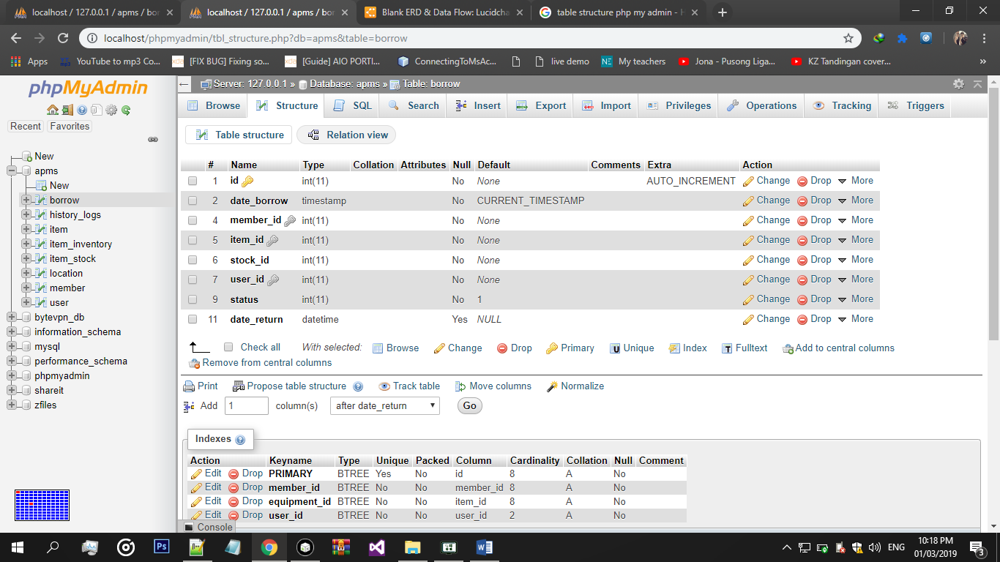 localhost / 127.0.0.1 / apms / bor
localhost / 127.0.0.1 / apms / bor
Blank ERD & Data Flow: Lucidcha
table structure php my admin -
localhost/phpmyadmin/tbl_structure.php?db=apms&table=borrow
Apps YouTube to mp3 Co... [FIX BUG] Fixing so... [Guide] AIO PORTI... ConnectingToMsAc... live demo NE My teachers Jona - Pusong Liga... KZ Tandingan cover... »
phpMyAdmin
Recent Favorites
New
apms
New
borrow
history_logs
item
item_inventory
item_stock
location
member
user
bytevpn_db
information_schema
mysql
performance_schema
phpmyadmin
shareit
zfiles
Server: 127.0.0.1 » Database: apms » Table: borrow
Browse Structure SQL Search Insert Export Import Privileges Operations Tracking Triggers
Table structure Relation view
# Name Type Collation Attributes Null Default Comments Extra Action
1 id int(11) No None AUTO_INCREMENT Change Drop More
2 date_borrow timestamp No CURRENT_TIMESTAMP Change Drop More
4 member_id int(11) No None Change Drop More
5 item_id int(11) No None Change Drop More
6 stock_id int(11) No None Change Drop More
7 user_id int(11) No None Change Drop More
9 status int(11) No 1 Change Drop More
11 date_return datetime Yes NULL Change Drop More
Check all With selected: Browse Change Drop Primary Unique Index Fulltext Add to central columns
Remove from central columns
Print Propose table structure Track table Move columns Normalize
Add 1 column(s) after date_return Go
Indexes
Action Keyname Type Unique Packed Column Cardinality Collation Null Comment
Edit Drop PRIMARY BTREE Yes No id 8 A No
Edit Drop member_id BTREE No No member_id 8 A No
Edit Drop equipment_id BTREE No No item_id 8 A No
Edit Drop user_id BTREE No No user_id 2 A No
Console
ENG
10:18 PM
01/03/2019
3